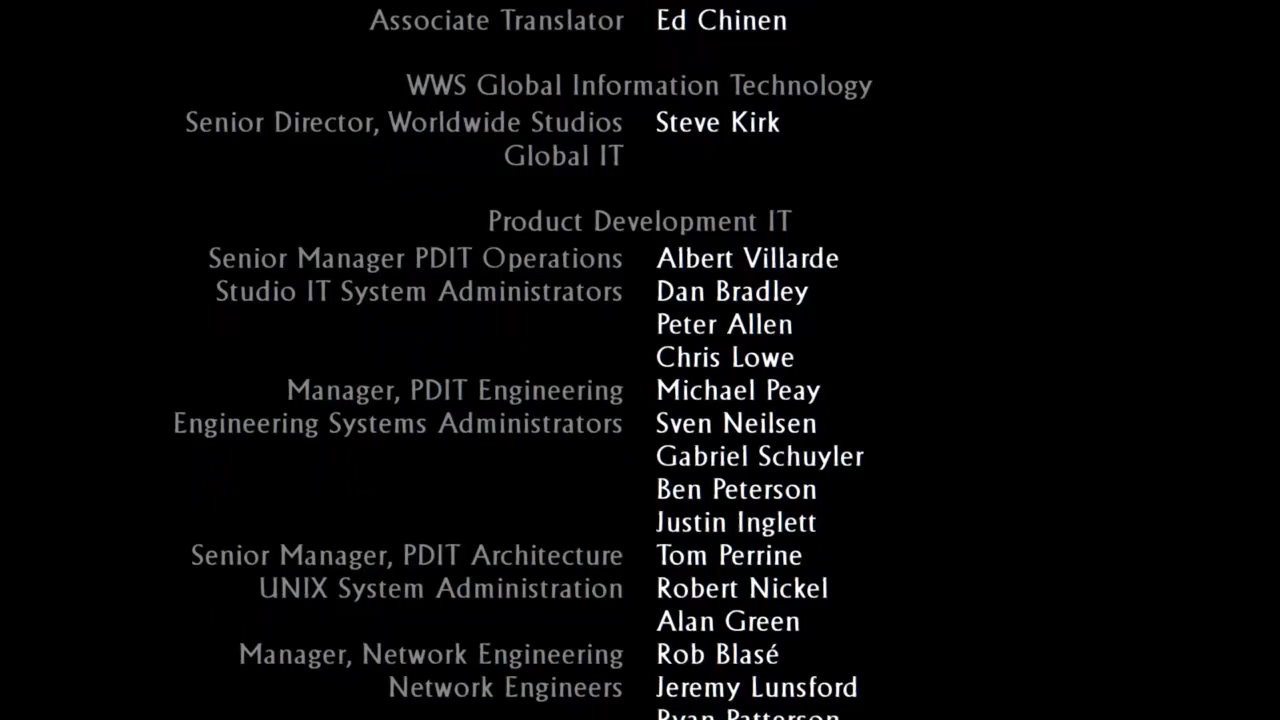 Associate Translator Ed Chinen
WWS Global Information Technology
Senior Director, Worldwide Studios Steve Kirk
Global IT
Product Development IT
Senior Manager PDIT Operations Albert Villarde
Studio IT System Administrators Dan Bradley
Peter Allen
Chris Lowe
Manager, PDIT Engineering Michael Peay
Engineering Systems Administrators Sven Neilsen
Gabriel Schuyler
Ben Peterson
Justin Inglett
Senior Manager, PDIT Architecture Tom Perrine
UNIX System Administration Robert Nickel
Alan Green
Manager, Network Engineering Rob Blasé
Network Engineers Jeremy Lunsford
Ryan Patterson